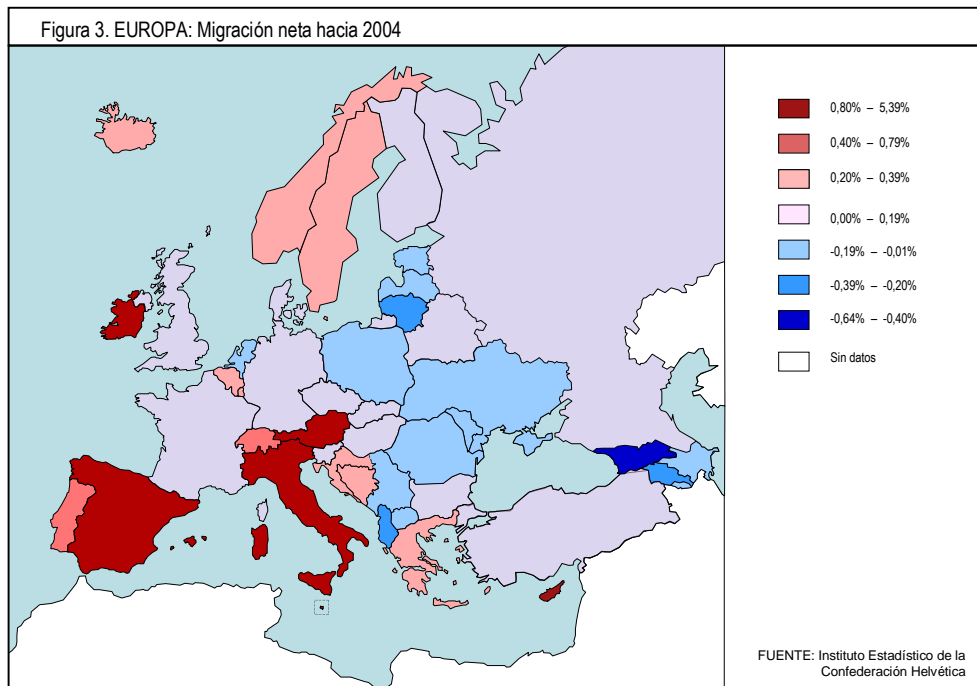 Figura 3. EUROPA: Migración neta hacia 2004
0,80% – 5,39%
0,40% – 0,79%
0,20% – 0,39%
0,00% – 0,19%
-0,19% – -0,01%
-0,39% – -0,20%
-0,64% – -0,40%
Sin datos
FUENTE: Instituto Estadístico de la
Confederación Helvética